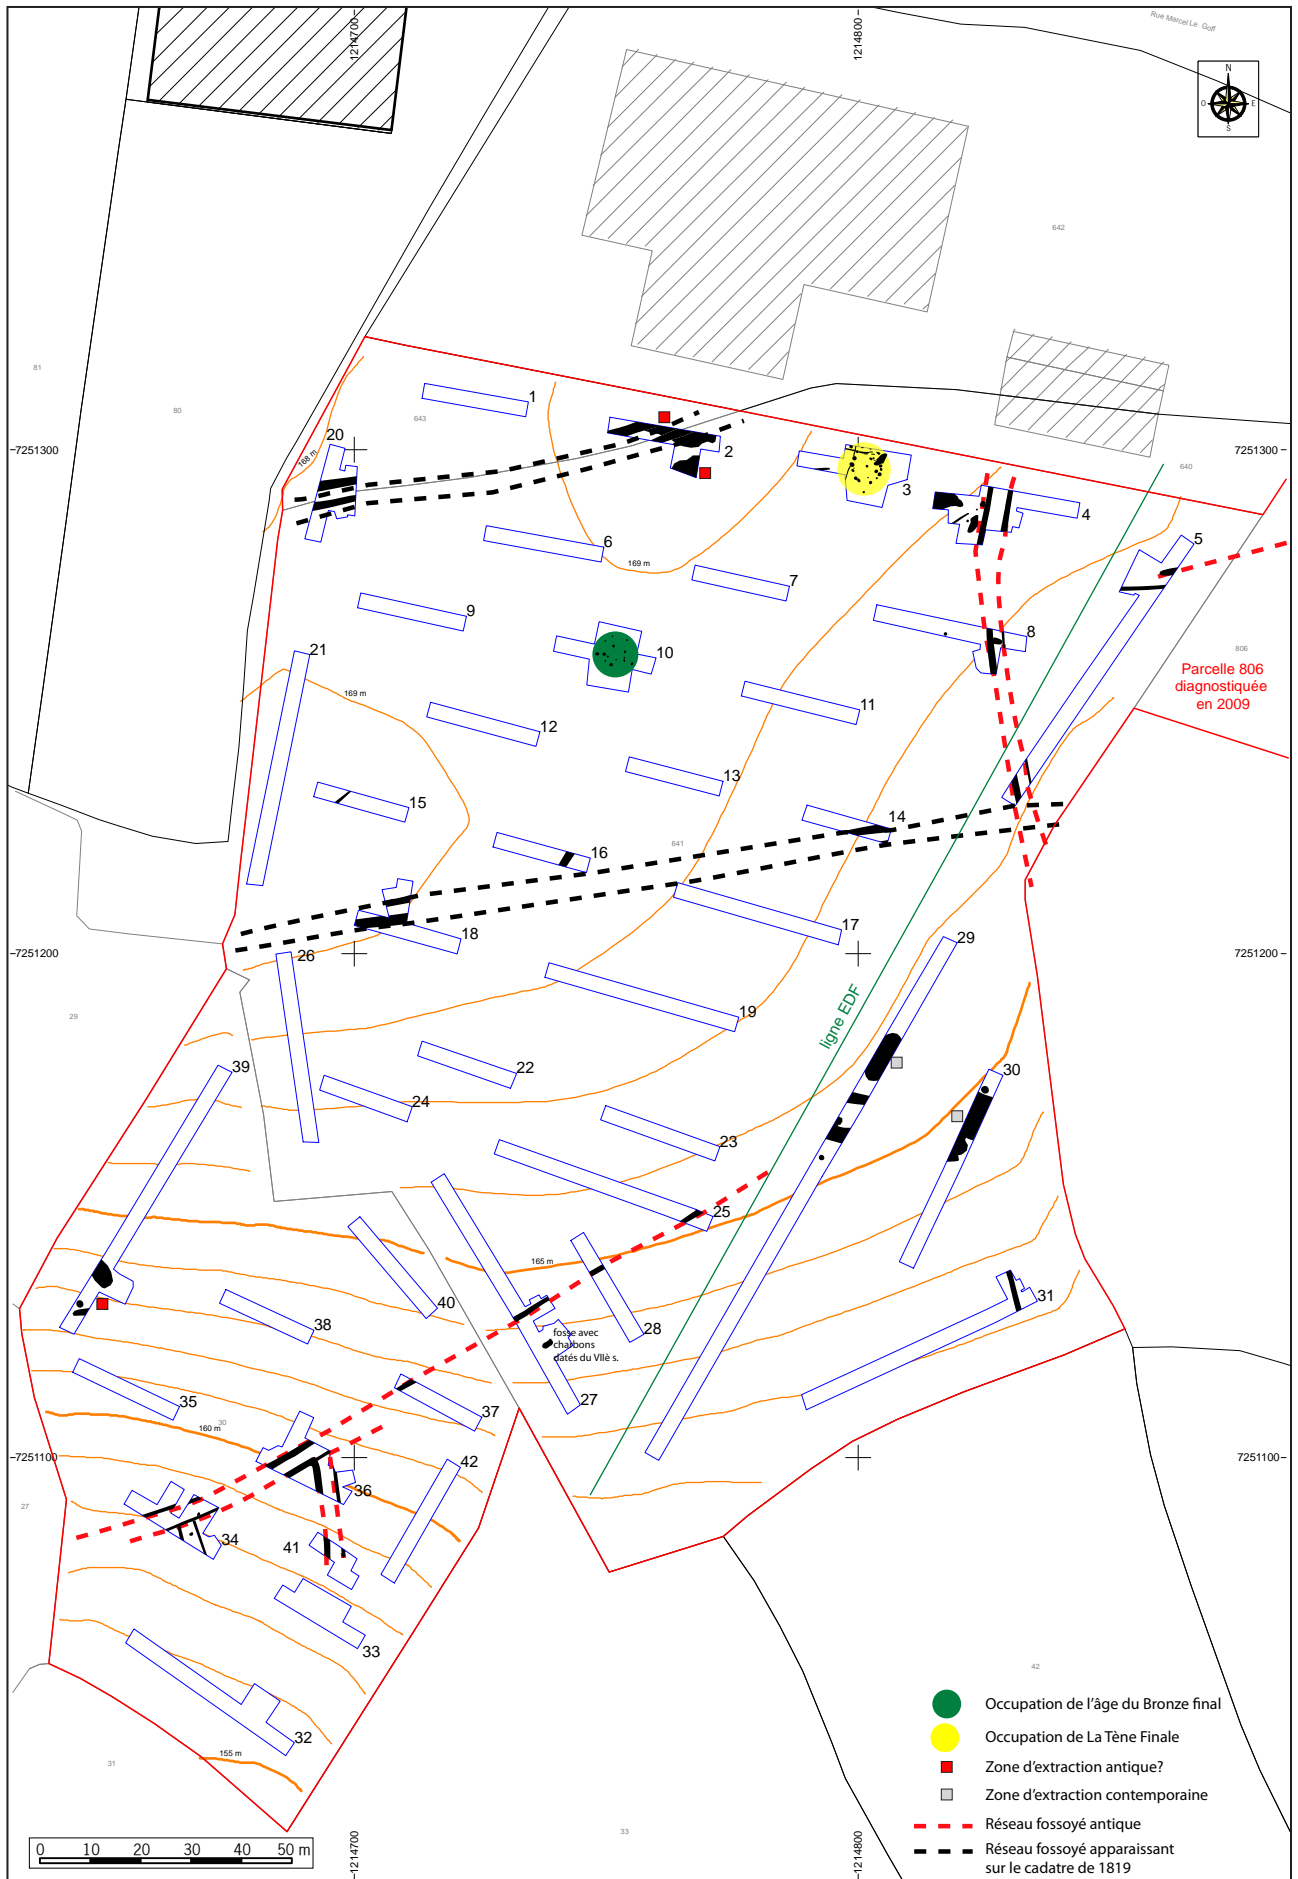 1214700
1214800
Rue Marcel Le Goff
N
O
E
S
642
81
80
643
1
20
168 m
7251300
7251300
2
3
640
4
5
6
169 m
7
9
8
806
10
Parcelle 806
diagnostiquée
en 2009
21
169 m
11
12
13
15
14
16
641
17
18
29
26
7251200
7251200
ligne EDF
29
19
39
22
30
24
23
25
165 m
31
40
38
28
fosse avec
charbons
datés du VIIè s.
27
35
30
160 m
37
42
7251100
7251100
36
27
34
41
33
42
32
155 m
31
33
Occupation de l'âge du Bronze final
Occupation de La Tène Finale
Zone d'extraction antique?
Zone d'extraction contemporaine
Réseau fossoyé antique
Réseau fossoyé apparaissant
sur le cadatre de 1819
0 10 20 30 40 50 m
1214700
1214800